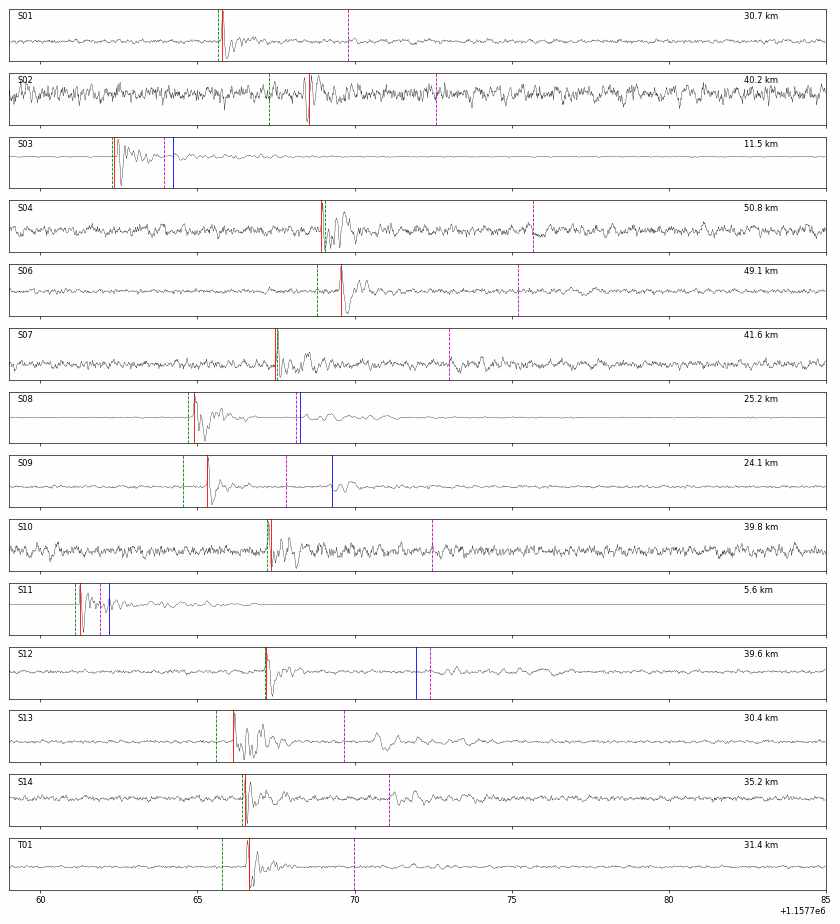 S01 30.7 km
S02 40.2 km
S03 11.5 km
S04 50.8 km
S06 49.1 km
S07 41.6 km
S08 25.2 km
S09 24.1 km
S10 39.8 km
S11 5.6 km
S12 39.6 km
S13 30.4 km
S14 35.2 km
T01 31.4 km
60 65 70 75 80 85
+1.1577e6